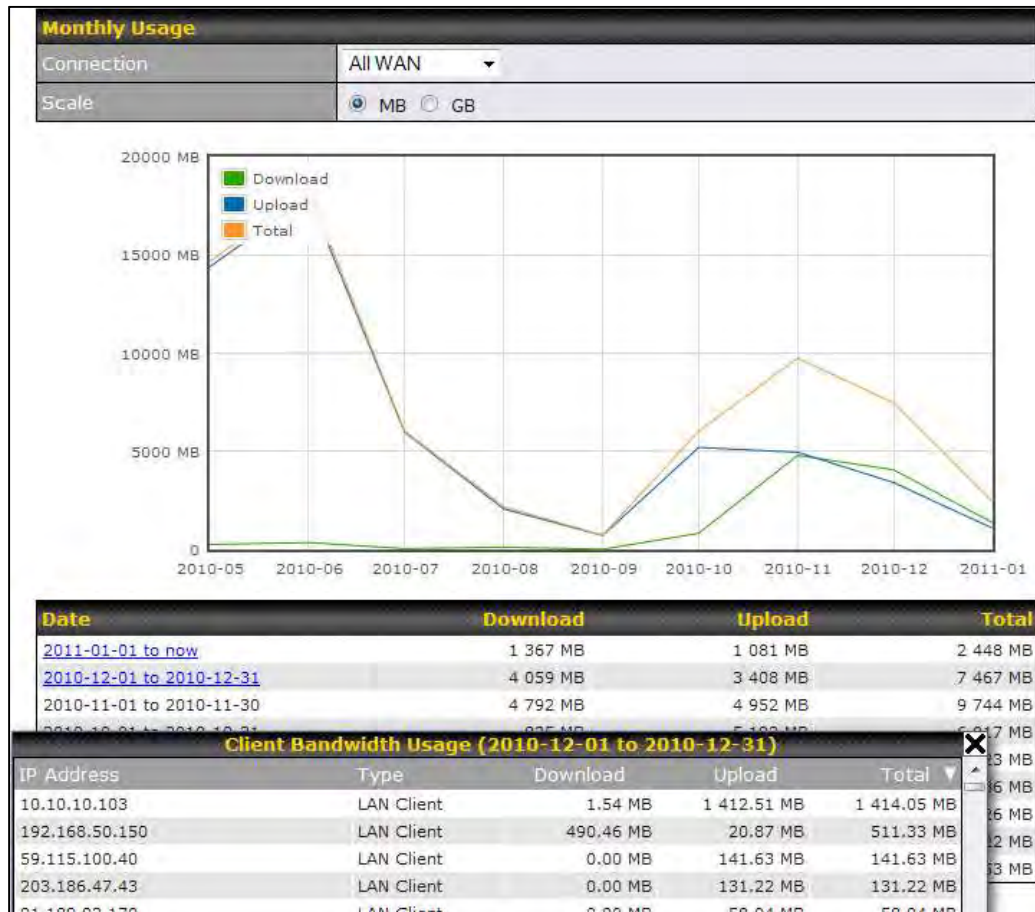 Monthly Usage
Connection All WAN
Scale MB GB
20000 MB
15000 MB
10000 MB
5000 MB
0
Download
Upload
Total
2010-05 2010-06 2010-07 2010-08 2010-09 2010-10 2010-11 2010-12 2011-01
Date Download Upload Total
2011-01-01 to now 1 367 MB 1 081 MB 2 448 MB
2010-12-01 to 2010-12-31 4 059 MB 3 408 MB 7 467 MB
2010-11-01 to 2010-11-30 4 792 MB 4 952 MB 9 744 MB
MB
Client Bandwidth Usage (2010-12-01 to 2010-12-31)
IP Address Type Download Upload Total
10.10.10.103 LAN Client 1.54 MB 1 412.51 MB 1 414.05 MB
192.168.50.150 LAN Client 490.46 MB 20.87 MB 511.33 MB
59.115.100.40 LAN Client 0.00 MB 141.63 MB 141.63 MB
203.186.47.43 LAN Client 0.00 MB 131.22 MB 131.22 MB
LAN Client